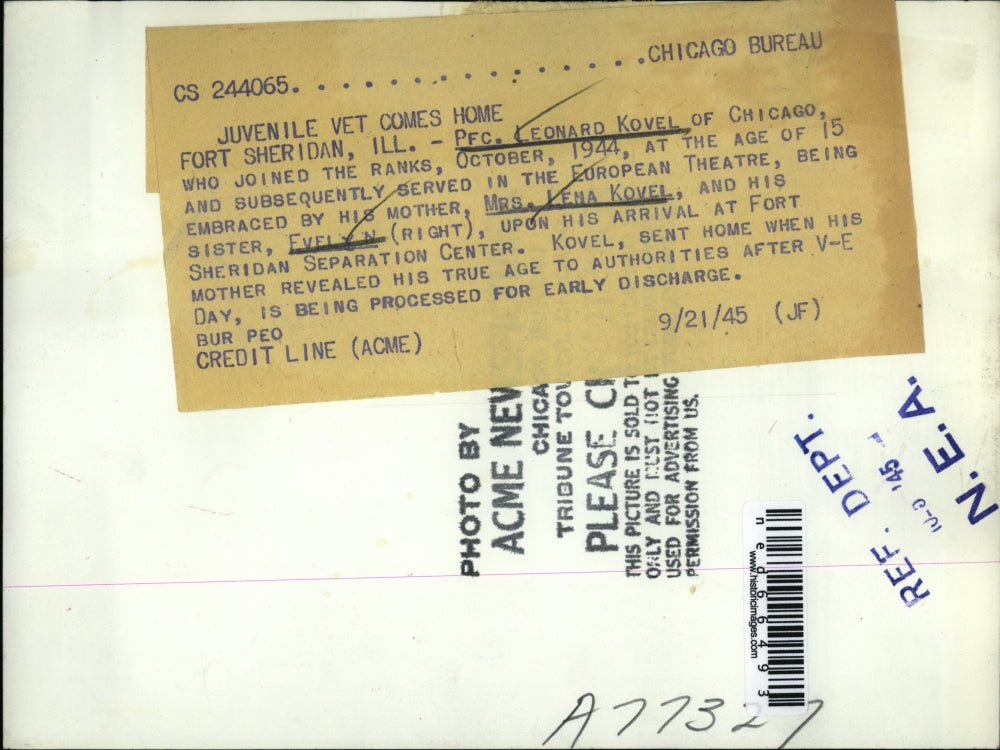 CS 244065. . . . . . . . . . . . . . . .CHICAGO BUREAU
JUVENILE VET COMES HOME
FORT SHERIDAN, ILL. - PFC. LEONARD KOVEL OF CHICAGO,
WHO JOINED THE RANKS, OCTOBER, 1944, AT THE AGE OF 15
AND SUBSEQUENTLY SERVED IN THE EUROPEAN THEATRE, BEING
EMBRACED BY HIS MOTHER, MRS. LENA KOVEL, AND HIS
SISTER, EVELYN (RIGHT), UPON HIS ARRIVAL AT FORT
SHERIDAN SEPARATION CENTER. KOVEL, SENT HOME WHEN HIS
MOTHER REVEALED HIS TRUE AGE TO AUTHORITIES AFTER V-E
DAY, IS BEING PROCESSED FOR EARLY DISCHARGE.
BUR PEO
CREDIT LINE (ACME) 9/21/45 (JF)
PHOTO BY
ACME
CHICA
TRIBUNE
PLEASE
THIS PICTURE IS SOLD
ONLY AND MUST NOT
USED FOR ADVERTISING
PERMISSION FROM US.
REF. DEPT.
N.E.A.
ned66493
www.historicimages.com
A77327